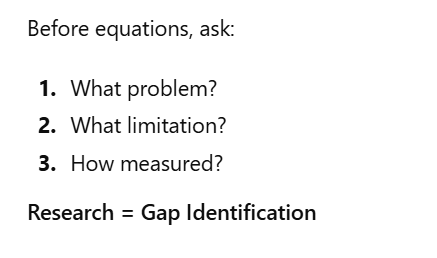 Before equations, ask:
1. What problem?
2. What limitation?
3. How measured?
Research = Gap Identification